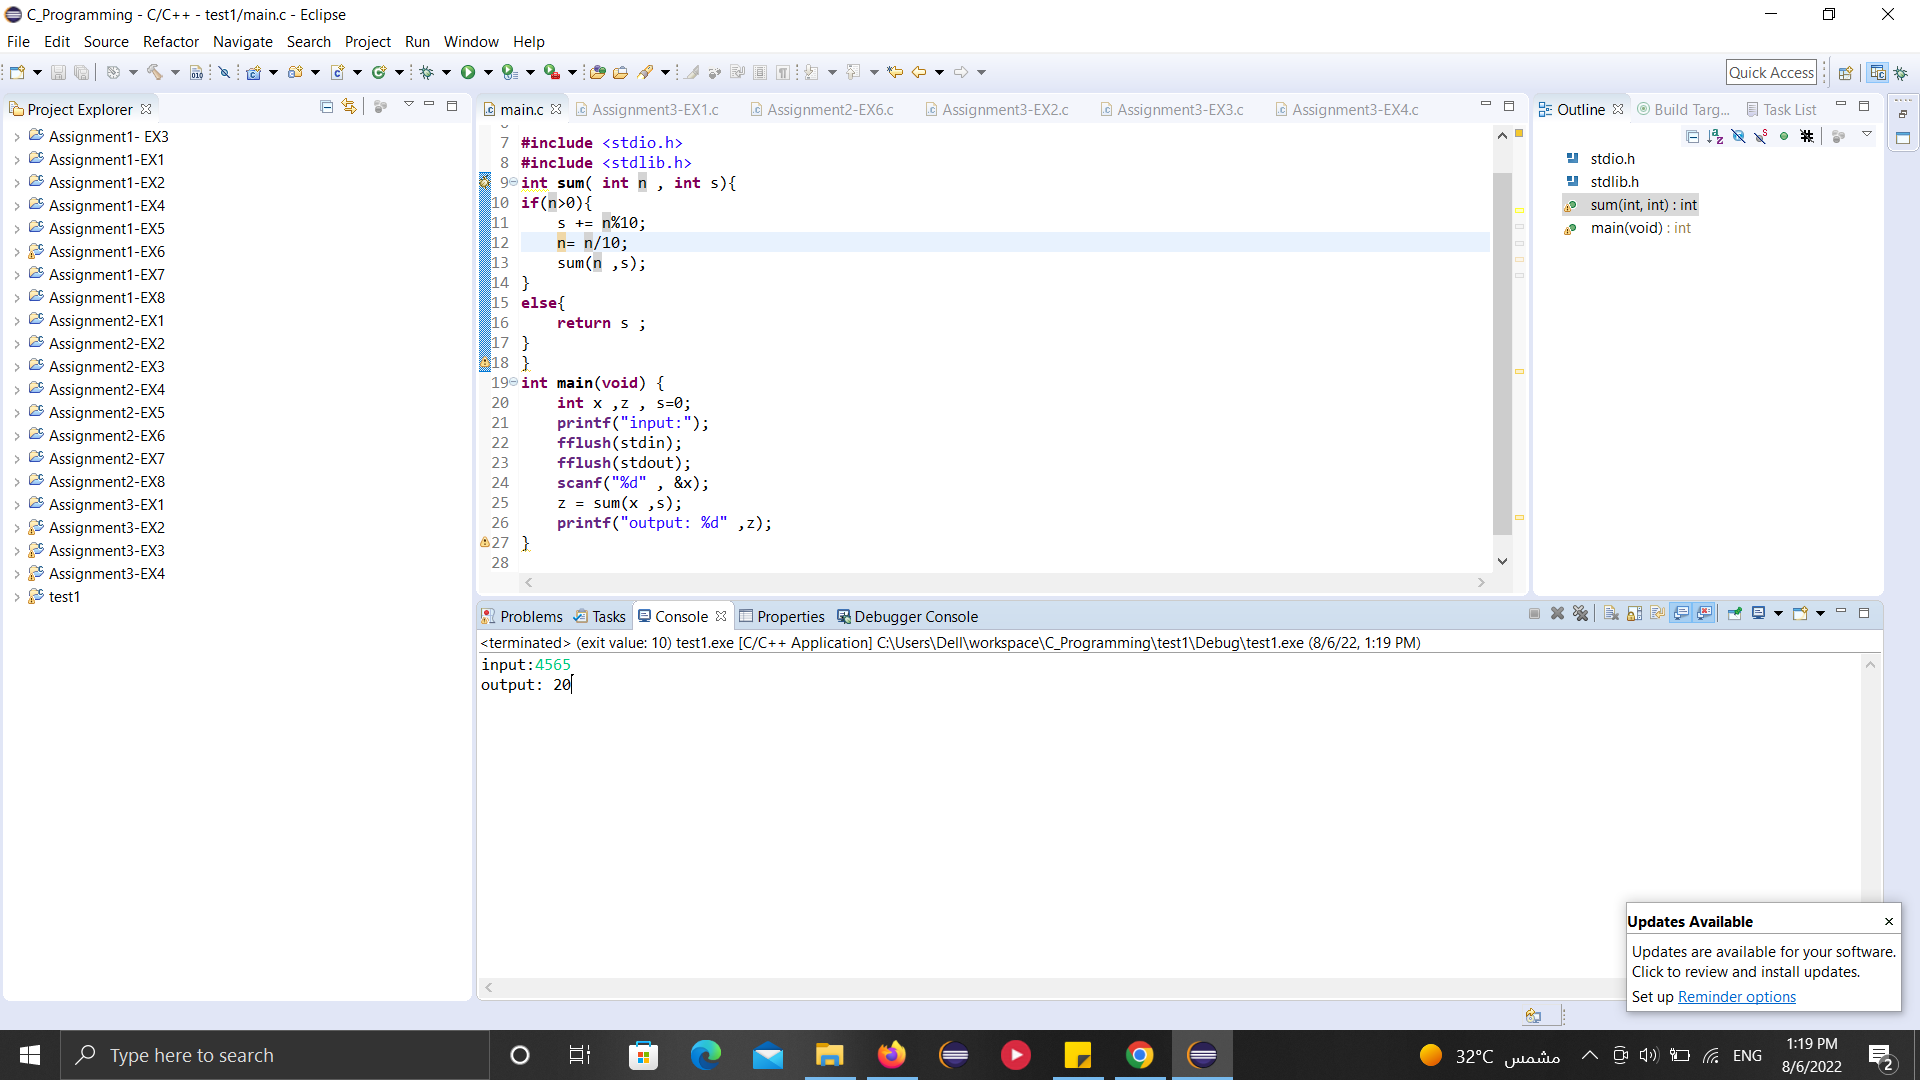 C_Programming - C/C++ - test1/main.c - Eclipse
File Edit Source Refactor Navigate Search Project Run Window Help
Quick Access
Project Explorer
Assignment1- EX3
Assignment1-EX1
Assignment1-EX2
Assignment1-EX4
Assignment1-EX5
Assignment1-EX6
Assignment1-EX7
Assignment1-EX8
Assignment2-EX1
Assignment2-EX2
Assignment2-EX3
Assignment2-EX4
Assignment2-EX5
Assignment2-EX6
Assignment2-EX7
Assignment2-EX8
Assignment3-EX1
Assignment3-EX2
Assignment3-EX3
Assignment3-EX4
test1
main.c Assignment3-EX1.c Assignment2-EX6.c Assignment3-EX2.c Assignment3-EX3.c Assignment3-EX4.c
7 #include <stdio.h>
8 #include <stdlib.h>
9 int sum( int n , int s){
10 if(n>0){
11 s += n%10;
12 n= n/10;
13 sum(n ,s);
14 }
15 else{
16 return s ;
17 }
18 }
19 int main(void) {
20 int x ,z , s=0;
21 printf("input:");
22 fflush(stdin);
23 fflush(stdout);
24 scanf("%d" , &x);
25 z = sum(x ,s);
26 printf("output: %d" ,z);
27 }
28
Outline Build Targ... Task List
stdio.h
stdlib.h
sum(int, int) : int
main(void) : int
Problems Tasks Console Properties Debugger Console
<terminated> (exit value: 10) test1.exe [C/C++ Application] C:\Users\Dell\workspace\C_Programming\test1\Debug\test1.exe (8/6/22, 1:19 PM)
input:4565
output: 20
Updates Available
Updates are available for your software.
Click to review and install updates.
Set up Reminder options
Type here to search
32°C مشمس
ENG
1:19 PM
8/6/2022
2